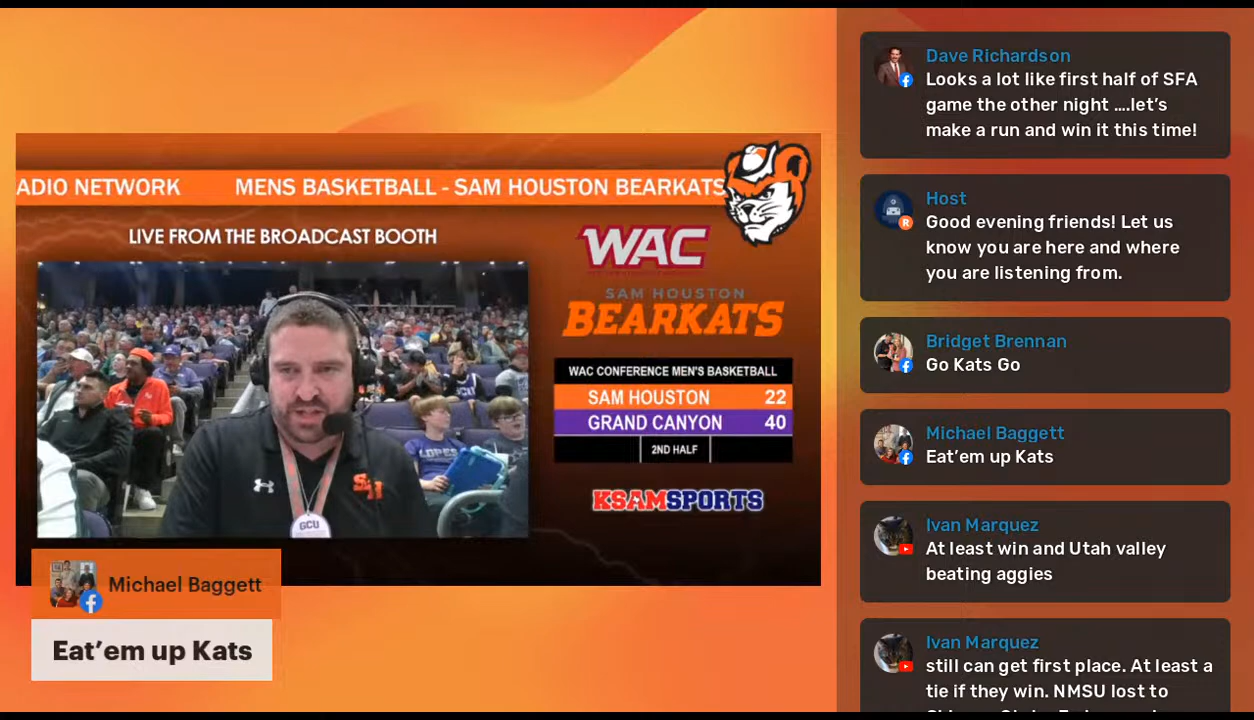 Dave Richardson
Looks a lot like first half of SFA
game the other night ....let's
make a run and win it this time!
ADIO NETWORK MENS BASKETBALL - SAM HOUSTON BEARKATS
LIVE FROM THE BROADCAST BOOTH
WAC
SAM HOUSTON
BEARKATS
WAC CONFERENCE MEN'S BASKETBALL
SAM HOUSTON 22
GRAND CANYON 40
2ND HALF
KSAMSPORTS
LOPES
GCU
SH
Michael Baggett
Eat'em up Kats
Host
Good evening friends! Let us
know you are here and where
you are listening from.
Bridget Brennan
Go Kats Go
Michael Baggett
Eat'em up Kats
Ivan Marquez
At least win and Utah valley
beating aggies
Ivan Marquez
still can get first place. At least a
tie if they win. NMSU lost to